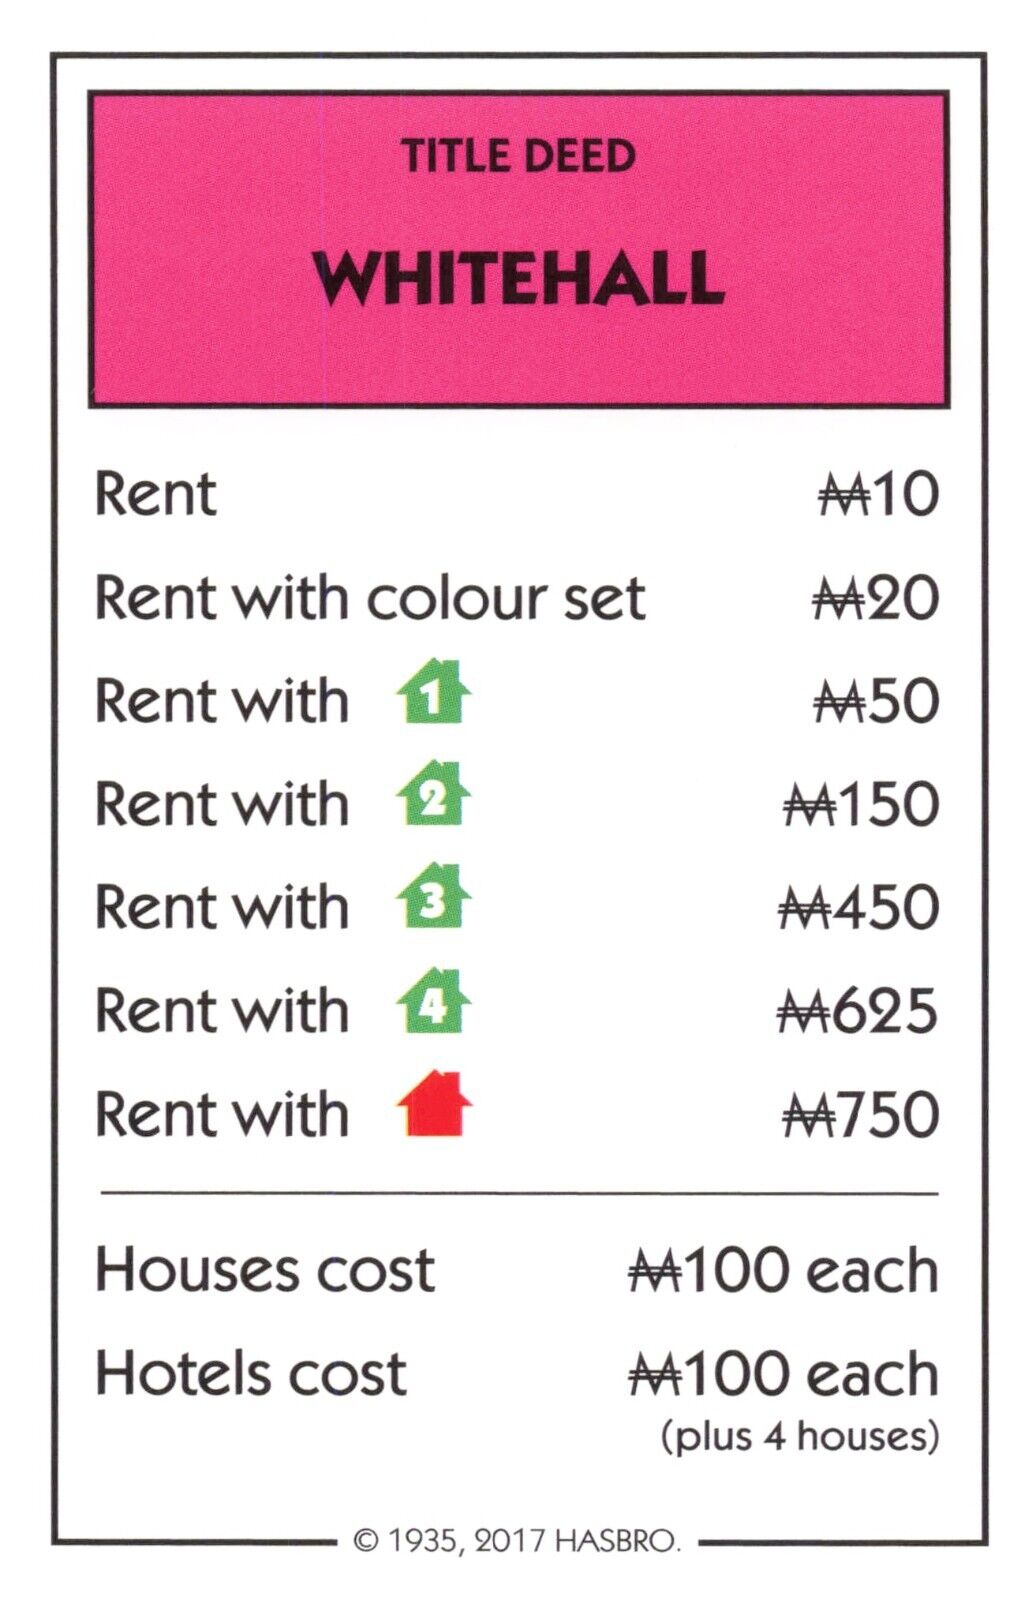 TITLE DEED
WHITEHALL
Rent ₩10
Rent with colour set ₩20
Rent with 1 ₩50
Rent with 2 ₩150
Rent with 3 ₩450
Rent with 4 ₩625
Rent with ₩750
Houses cost ₩100 each
Hotels cost ₩100 each
(plus 4 houses)
© 1935, 2017 HASBRO.